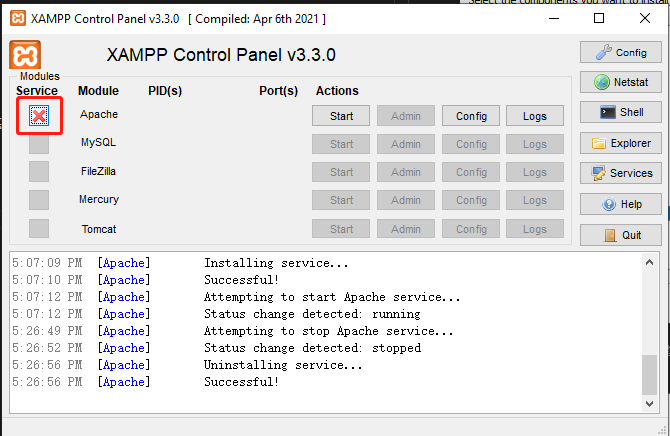 Select the components you want to install
XAMPP Control Panel v3.3.0 [ Compiled: Apr 6th 2021 ]
XAMPP Control Panel v3.3.0
Config
Modules
Service Module PID(s) Port(s) Actions
Netstat
Apache Start Admin Config Logs
Shell
MySQL Start Admin Config Logs
Explorer
FileZilla Start Admin Config Logs
Services
Mercury Start Admin Config Logs
Help
Tomcat Start Admin Config Logs
Quit
5:07:09 PM [Apache] Installing service...
5:07:10 PM [Apache] Successful!
5:07:12 PM [Apache] Attempting to start Apache service...
5:07:12 PM [Apache] Status change detected: running
5:26:49 PM [Apache] Attempting to stop Apache service...
5:26:52 PM [Apache] Status change detected: stopped
5:26:56 PM [Apache] Uninstalling service...
5:26:56 PM [Apache] Successful!